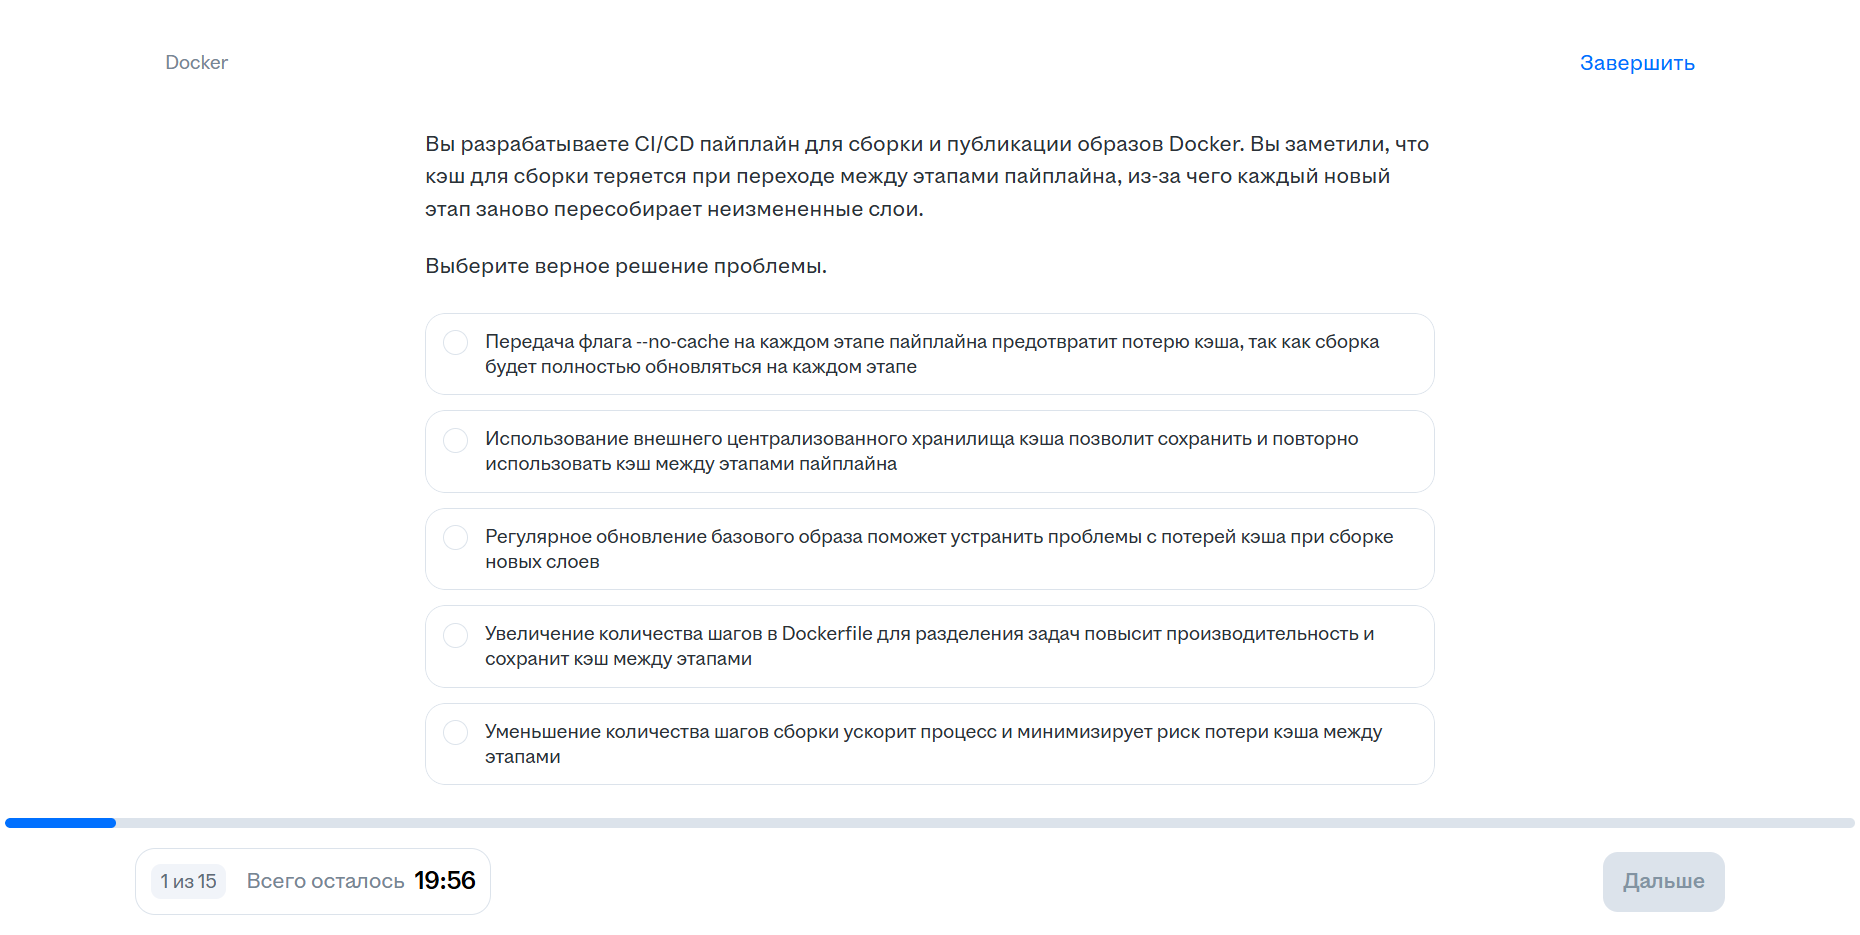 Docker
Завершить
Вы разрабатываете CI/CD пайплайн для сборки и публикации образов Docker. Вы заметили, что
кэш для сборки теряется при переходе между этапами пайплайна, из-за чего каждый новый
этап заново пересобирает неизмененные слои.
Выберите верное решение проблемы.
Передача флага --no-cache на каждом этапе пайплайна предотвратит потерю кэша, так как сборка
будет полностью обновляться на каждом этапе
Использование внешнего централизованного хранилища кэша позволит сохранить и повторно
использовать кэш между этапами пайплайна
Регулярное обновление базового образа поможет устранить проблемы с потерей кэша при сборке
новых слоев
Увеличение количества шагов в Dockerfile для разделения задач повысит производительность и
сохранит кэш между этапами
Уменьшение количества шагов сборки ускорит процесс и минимизирует риск потери кэша между
этапами
1 из 15
Всего осталось 19:56
Дальше